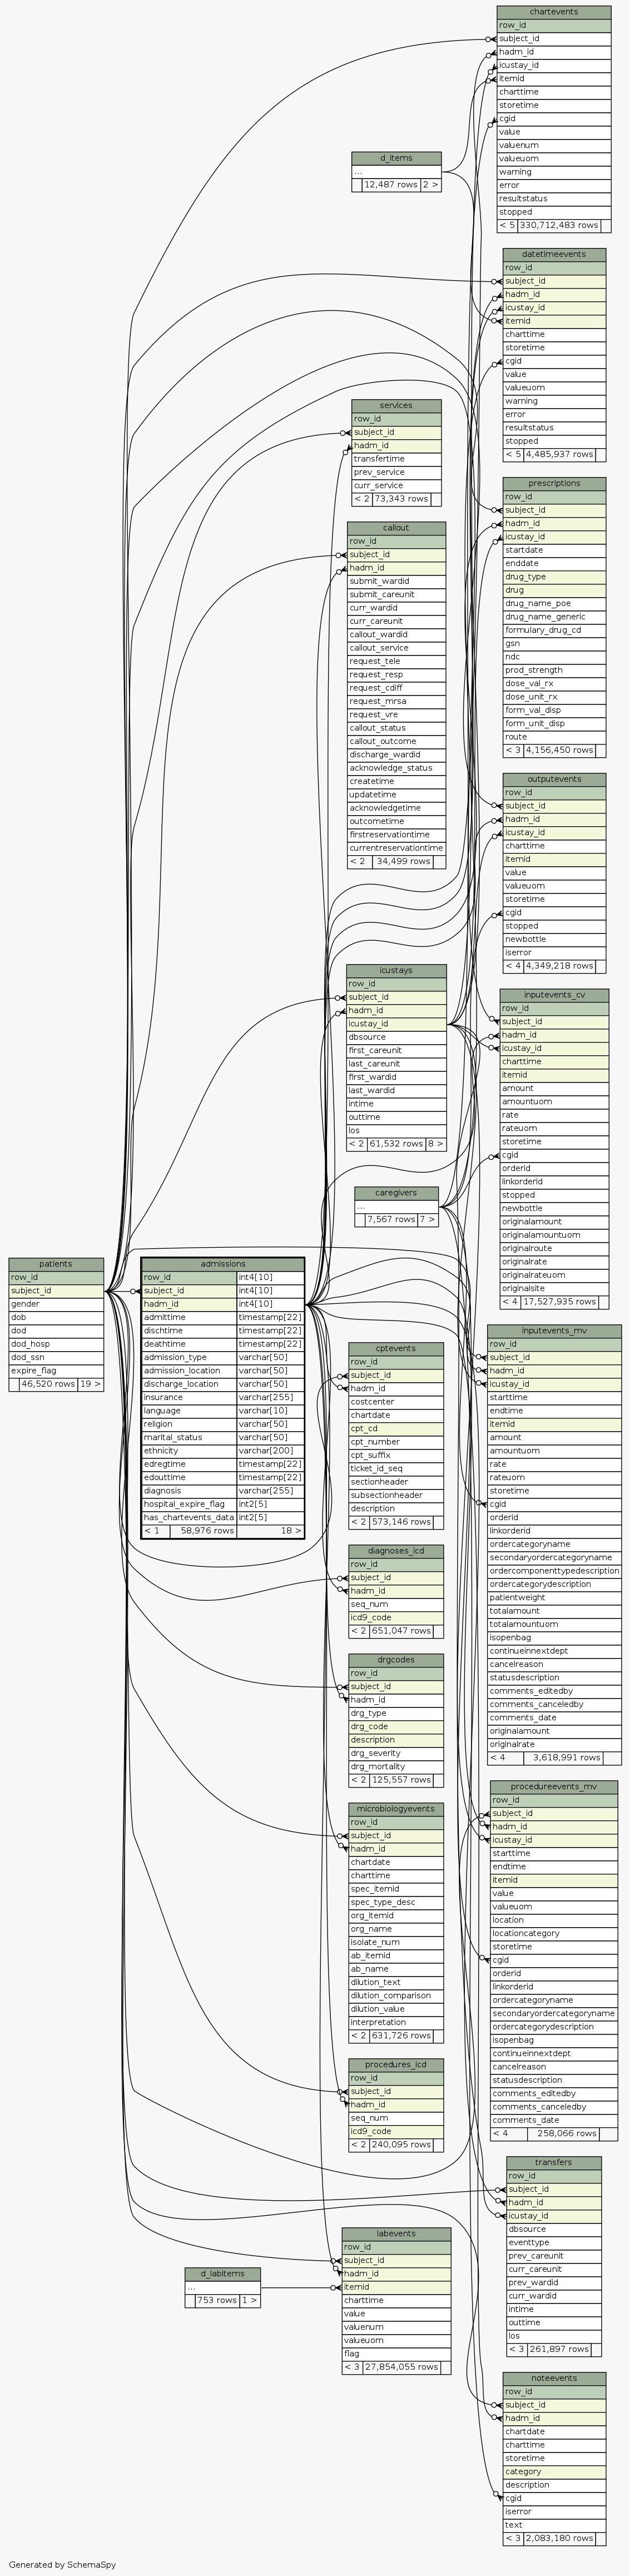 chartevents
row_id
subject_id
hadm_id
icustay_id
itemid
charttime
storetime
cgid
value
valuenum
valueuom
warning
error
resultstatus
stopped
< 5 330,712,483 rows
d_items
...
12,487 rows 2 >
datetimeevents
row_id
subject_id
hadm_id
icustay_id
itemid
charttime
storetime
cgid
value
valueuom
warning
error
resultstatus
stopped
< 5 4,485,937 rows
services
row_id
subject_id
hadm_id
transfertime
prev_service
curr_service
< 2 73,343 rows
prescriptions
row_id
subject_id
hadm_id
icustay_id
startdate
enddate
drug_type
drug
drug_name_poe
drug_name_generic
formulary_drug_cd
gsn
ndc
prod_strength
dose_val_rx
dose_unit_rx
form_val_disp
form_unit_disp
route
< 3 4,156,450 rows
callout
row_id
subject_id
hadm_id
submit_wardid
submit_careunit
curr_wardid
curr_careunit
callout_wardid
callout_service
request_tele
request_resp
request_cdiff
request_mrsa
request_vre
callout_status
callout_outcome
discharge_wardid
acknowledge_status
createtime
updatetime
acknowledgetime
outcometime
firstreservationtime
currentreservationtime
< 2 34,499 rows
outputevents
row_id
subject_id
hadm_id
icustay_id
charttime
itemid
value
valueuom
storetime
cgid
stopped
newbottle
iserror
< 4 4,349,218 rows
icustays
row_id
subject_id
hadm_id
icustay_id
dbsource
first_careunit
last_careunit
first_wardid
last_wardid
intime
outtime
los
< 2 61,532 rows 8 >
inputevents_cv
row_id
subject_id
hadm_id
icustay_id
charttime
itemid
amount
amountuom
rate
rateuom
storetime
cgid
orderid
linkorderid
stopped
newbottle
originalamount
originalamountuom
originalroute
originalrate
originalrateuom
originalsite
< 4 17,527,935 rows
caregivers
...
7,567 rows 7 >
patients
row_id
subject_id
gender
dob
dod
dod_hosp
dod_ssn
expire_flag
46,520 rows 19 >
admissions
row_id int4[10]
subject_id int4[10]
hadm_id int4[10]
admittime timestamp[22]
dischtime timestamp[22]
deathtime timestamp[22]
admission_type varchar[50]
admission_location varchar[50]
discharge_location varchar[50]
insurance varchar[255]
language varchar[10]
religion varchar[50]
marital_status varchar[50]
ethnicity varchar[200]
edregtime timestamp[22]
edouttime timestamp[22]
diagnosis varchar[255]
hospital_expire_flag int2[5]
has_chartevents_data int2[5]
< 1 58,976 rows 18 >
inputevents_mv
row_id
subject_id
hadm_id
icustay_id
starttime
endtime
itemid
amount
amountuom
rate
rateuom
storetime
cgid
orderid
linkorderid
ordercategoryname
secondaryordercategoryname
ordercomponenttypedescription
ordercategorydescription
patientweight
totalamount
totalamountuom
isopenbag
continueinnextdept
cancelreason
statusdescription
comments_editedby
comments_canceledby
comments_date
originalamount
originalrate
< 4 3,618,991 rows
cptevents
row_id
subject_id
hadm_id
costcenter
chartdate
cpt_cd
cpt_number
cpt_suffix
ticket_id_seq
sectionheader
subsectionheader
description
< 2 573,146 rows
diagnoses_icd
row_id
subject_id
hadm_id
seq_num
icd9_code
< 2 651,047 rows
drgcodes
row_id
subject_id
hadm_id
drg_type
drg_code
description
drg_severity
drg_mortality
< 2 125,557 rows
procedureevents_mv
row_id
subject_id
hadm_id
icustay_id
starttime
endtime
itemid
value
valueuom
location
locationcategory
storetime
cgid
orderid
linkorderid
ordercategoryname
secondaryordercategoryname
ordercategorydescription
isopenbag
continueinnextdept
cancelreason
statusdescription
comments_editedby
comments_canceledby
comments_date
< 4 258,066 rows
microbiologyevents
row_id
subject_id
hadm_id
chartdate
charttime
spec_itemid
spec_type_desc
org_itemid
org_name
isolate_num
ab_itemid
ab_name
dilution_text
dilution_comparison
dilution_value
interpretation
< 2 631,726 rows
procedures_icd
row_id
subject_id
hadm_id
seq_num
icd9_code
< 2 240,095 rows
transfers
row_id
subject_id
hadm_id
icustay_id
dbsource
eventtype
prev_careunit
curr_careunit
prev_wardid
curr_wardid
intime
outtime
los
< 3 261,897 rows
labevents
row_id
subject_id
hadm_id
itemid
charttime
value
valuenum
valueuom
flag
< 3 27,854,055 rows
d_labitems
...
753 rows 1 >
noteevents
row_id
subject_id
hadm_id
chartdate
charttime
storetime
category
description
cgid
iserror
text
< 3 2,083,180 rows
Generated by SchemaSpy